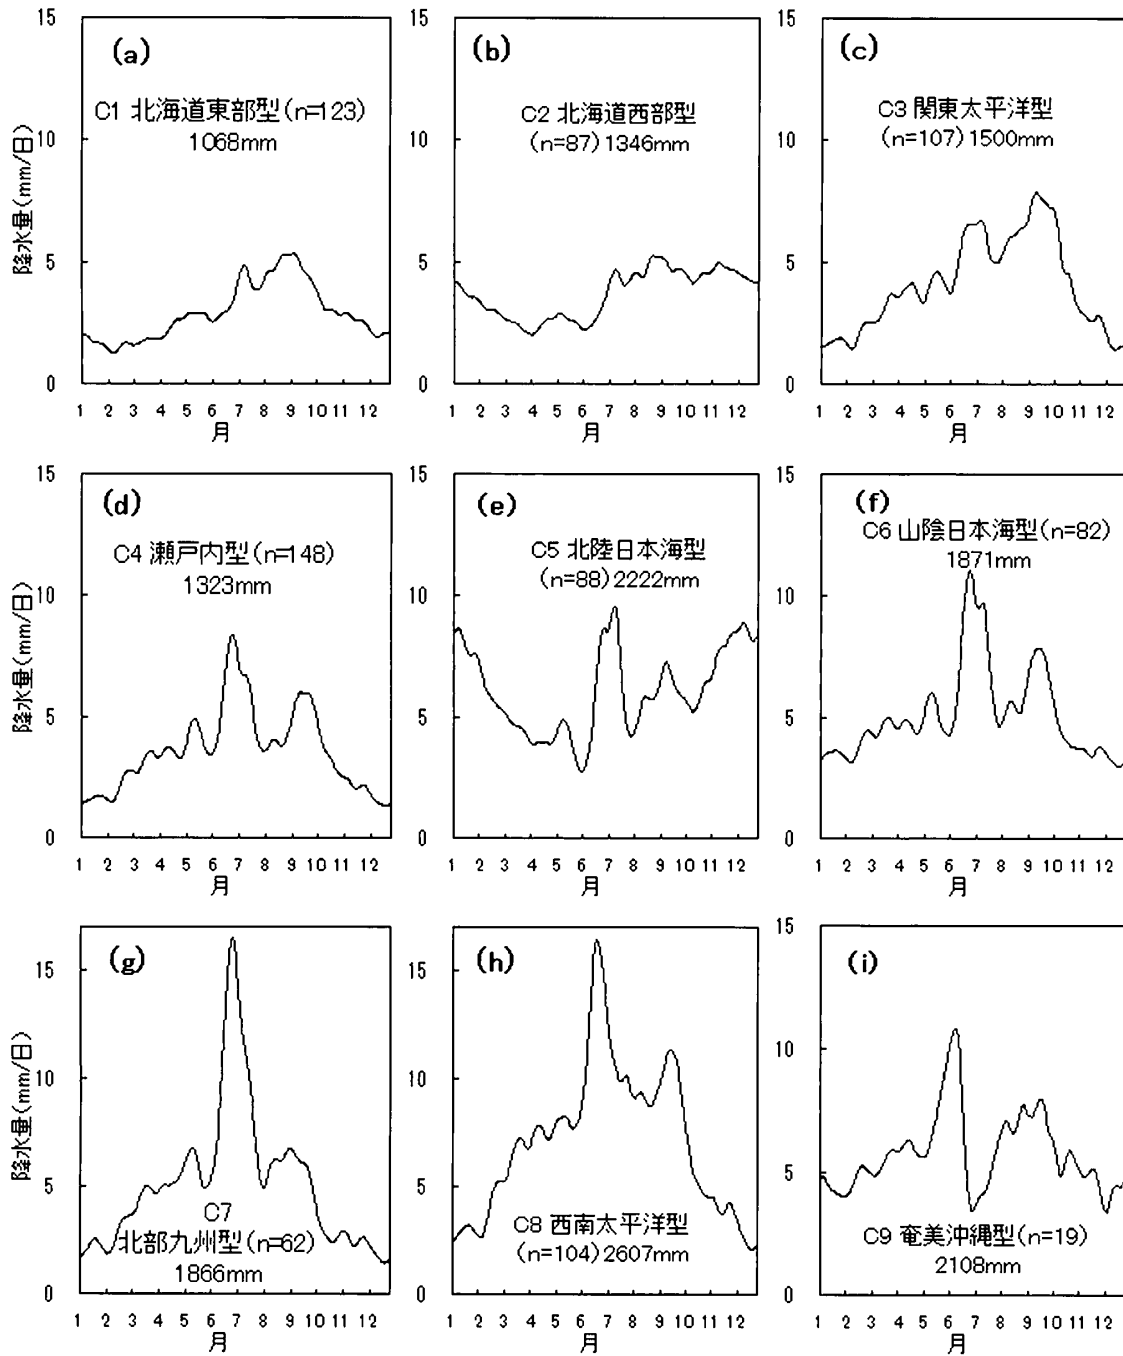 (a)
C1 北海道東部型(n=123)
1068mm
15
10
5
0
降水量(mm/日)
1 2 3 4 5 6 7 8 9 10 11 12
月
(b)
C2 北海道西部型
(n=87)1346mm
15
10
5
0
1 2 3 4 5 6 7 8 9 10 11 12
月
(c)
C3 関東太平洋型
(n=107)1500mm
15
10
5
0
1 2 3 4 5 6 7 8 9 10 11 12
月
(d)
C4 瀬戸内型(n=148)
1323mm
15
10
5
0
降水量(mm/日)
1 2 3 4 5 6 7 8 9 10 11 12
月
(e)
C5 北陸日本海型
(n=88)2222mm
15
10
5
0
1 2 3 4 5 6 7 8 9 10 11 12
月
(f)
C6 山陰日本海型(n=82)
1871mm
15
10
5
0
1 2 3 4 5 6 7 8 9 10 11 12
月
(g)
C7
北部九州型(n=62)
1866mm
15
10
5
0
降水量(mm/日)
1 2 3 4 5 6 7 8 9 10 11 12
月
(h)
C8 西南太平洋型
(n=104)2607mm
15
10
5
0
1 2 3 4 5 6 7 8 9 10 11 12
月
(i)
C9 奄美沖縄型(n=19)
2108mm
15
10
5
0
1 2 3 4 5 6 7 8 9 10 11 12
月